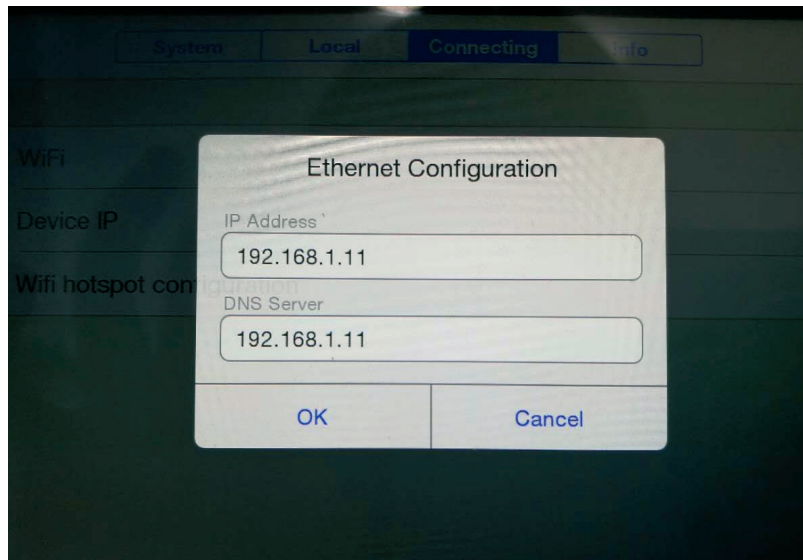 System Local Connecting Info
WiFi
Ethernet Configuration
Device IP
IP Address
192.168.1.11
Wifi hotspot configuration
DNS Server
192.168.1.11
OK Cancel